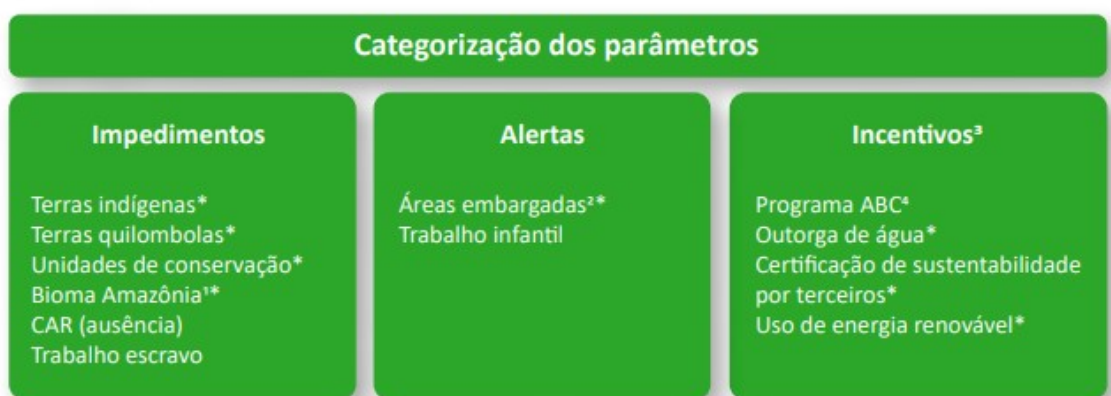 Categorização dos parâmetros
Impedimentos
Terras indígenas*
Terras quilombolas*
Unidades de conservação*
Bioma Amazônia¹*
CAR (ausência)
Trabalho escravo
Alertas
Áreas embargadas²*
Trabalho infantil
Incentivos³
Programa ABC⁴
Outorga de água*
Certificação de sustentabilidade
por terceiros*
Uso de energia renovável*